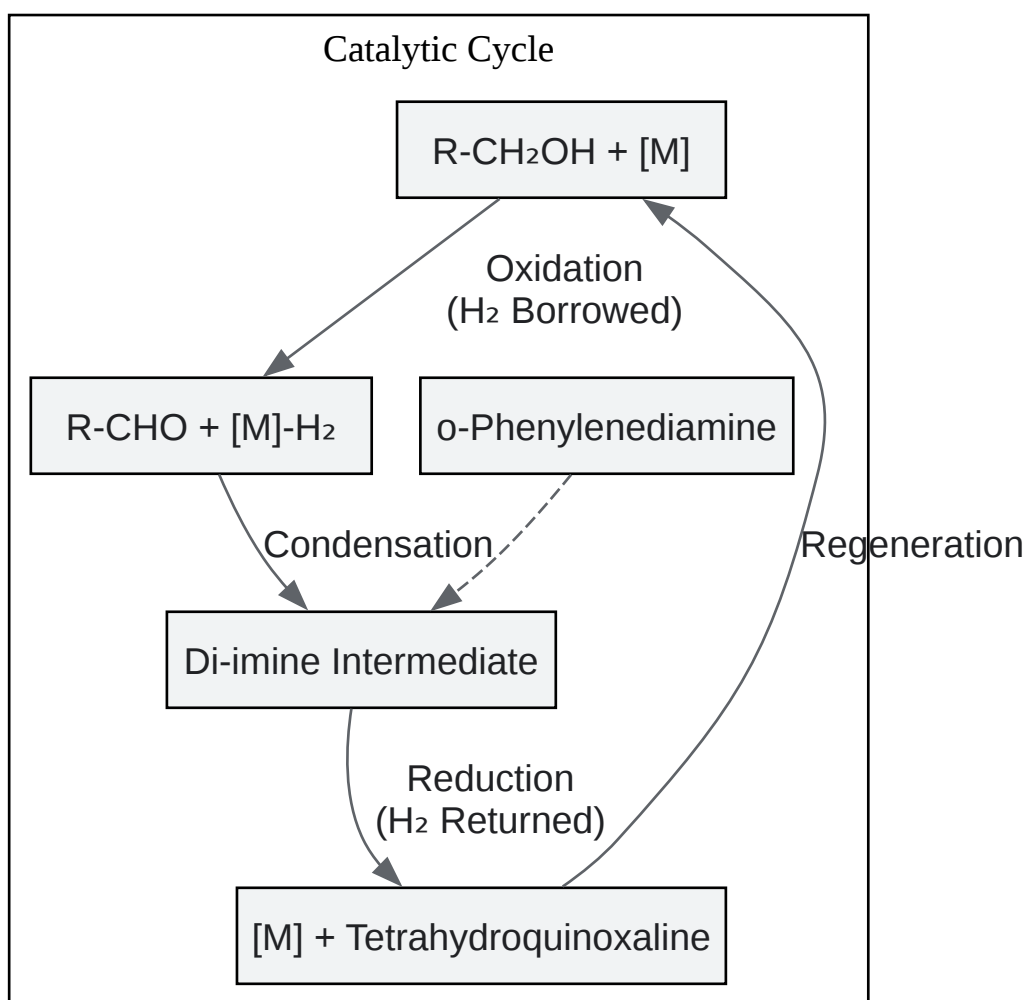 Catalytic Cycle
R-CH₂OH + [M]
Oxidation
(H₂ Borrowed)
R-CHO + [M]-H₂
o-Phenylenediamine
Condensation
Regeneration
Di-imine Intermediate
Reduction
(H₂ Returned)
[M] + Tetrahydroquinoxaline